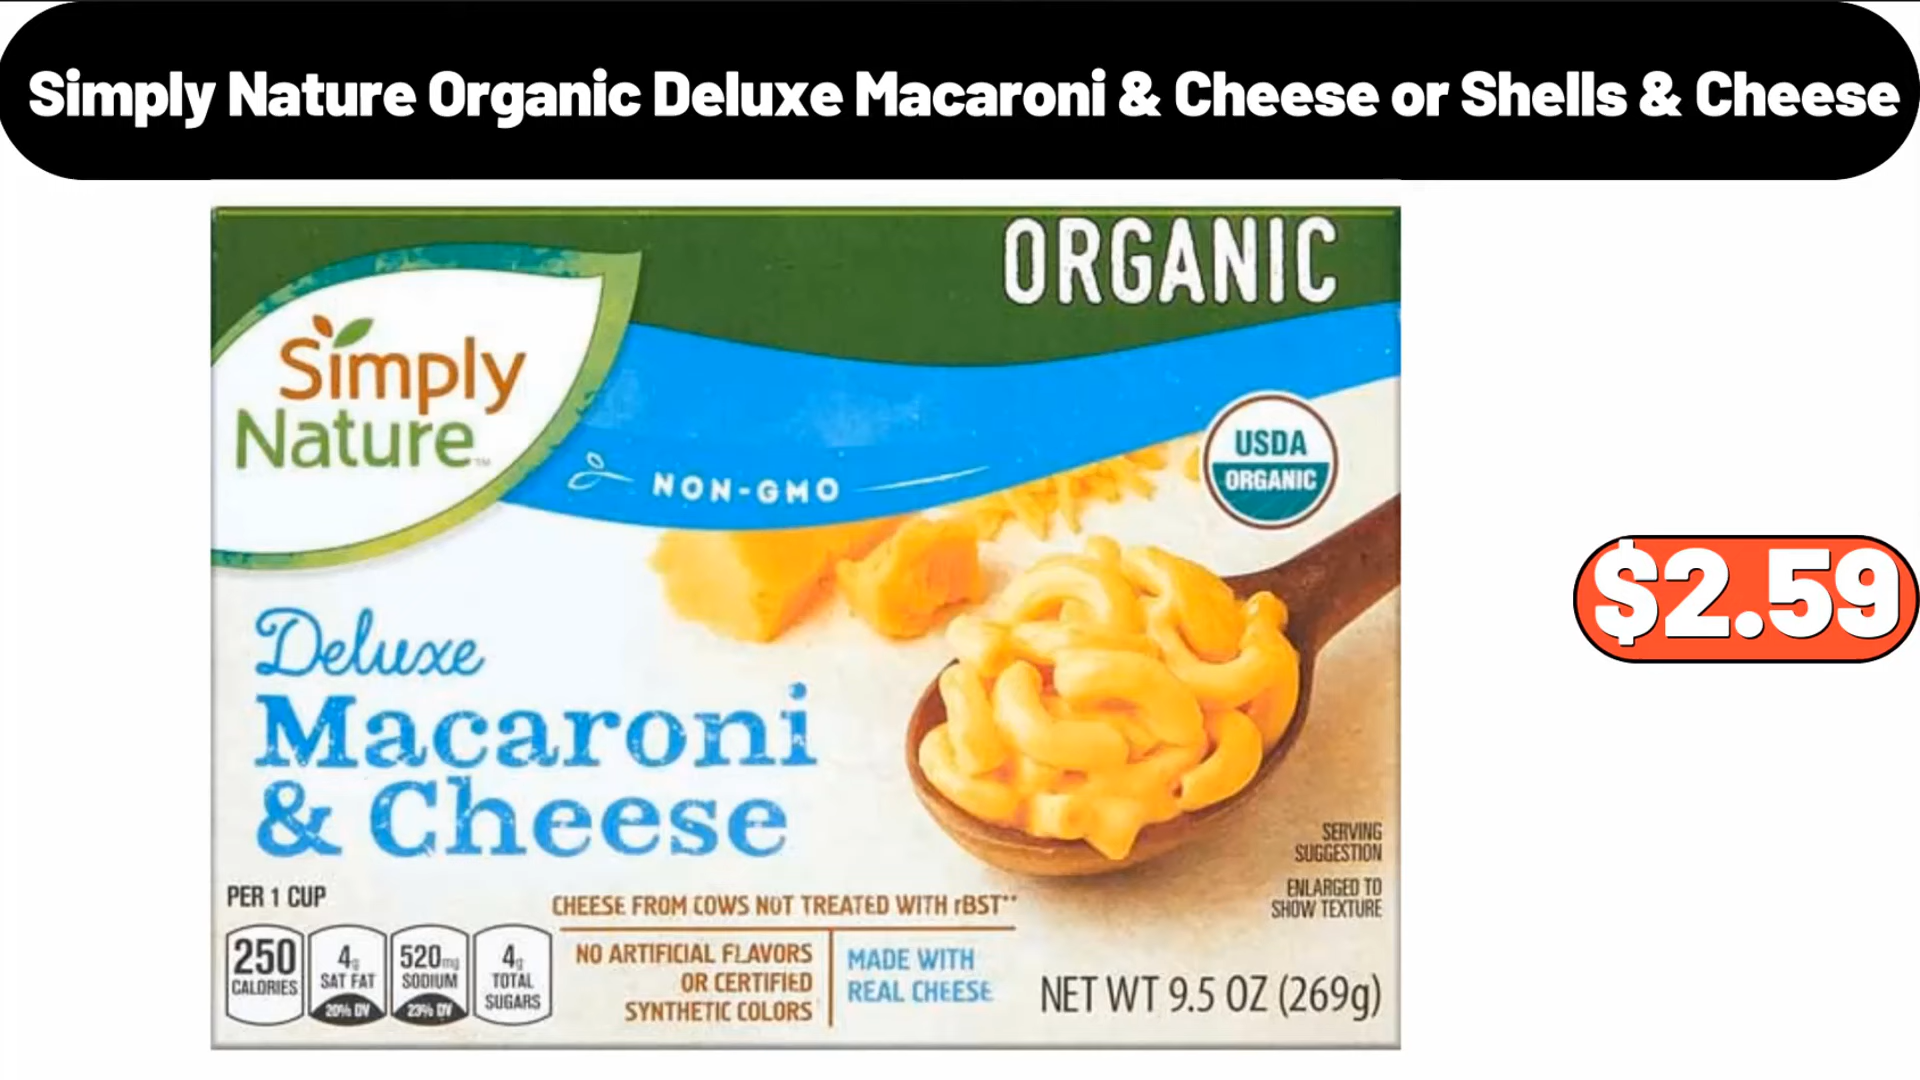 Simply Nature Organic Deluxe Macaroni & Cheese or Shells & Cheese
ORGANIC
Simply
Nature™
NON-GMO
USDA
ORGANIC
$2.59
Deluxe
Macaroni
& Cheese
SERVING
SUGGESTION
ENLARGED TO
SHOW TEXTURE
PER 1 CUP
250
CALORIES
4g
SAT FAT
20% DV
520mg
SODIUM
23% DV
4g
TOTAL
SUGARS
CHEESE FROM COWS NOT TREATED WITH rBST**
NO ARTIFICIAL FLAVORS
OR CERTIFIED
SYNTHETIC COLORS
MADE WITH
REAL CHEESE
NET WT 9.5 OZ (269g)